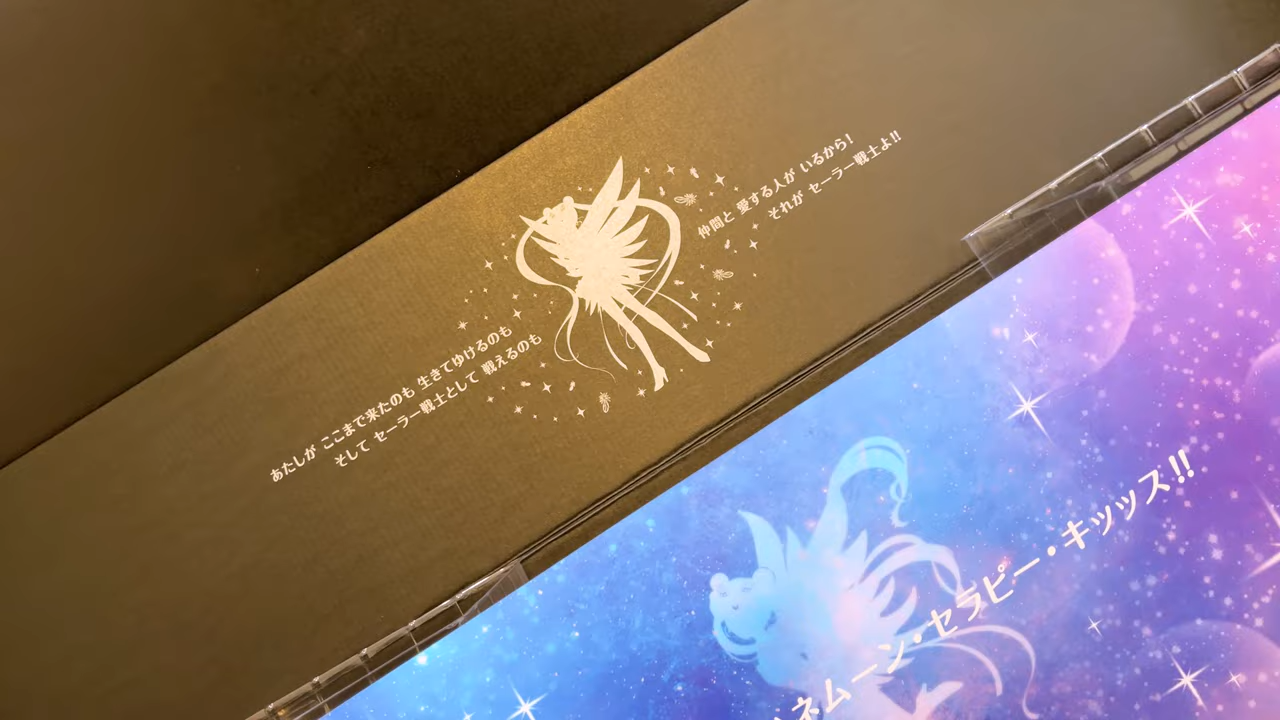 あたしが ここまで来たのも 生きてゆけるのも
そして セーラー戦士として 戦えるのも
仲間と 愛する人が いるから!
それが セーラー戦士よ!!
ネムーン・セラピー・キッッス!!